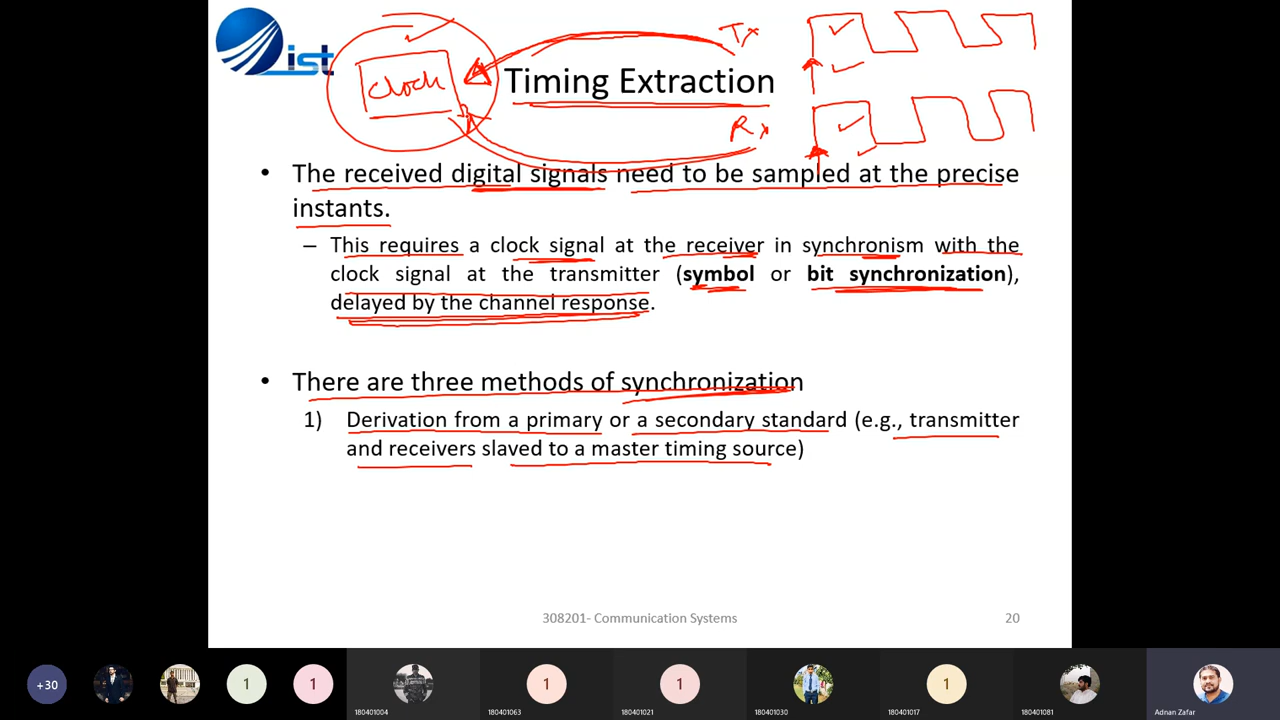 ist
clock
Tx
Timing Extraction
Rx
• The received digital signals need to be sampled at the precise
instants.
– This requires a clock signal at the receiver in synchronism with the
clock signal at the transmitter (symbol or bit synchronization),
delayed by the channel response.
• There are three methods of synchronization
1) Derivation from a primary or a secondary standard (e.g., transmitter
and receivers slaved to a master timing source)
308201- Communication Systems
20
+30
1
1
1
1
1
180401004
180401063
180401021
180401030
180401017
180401081
Adnan Zafar